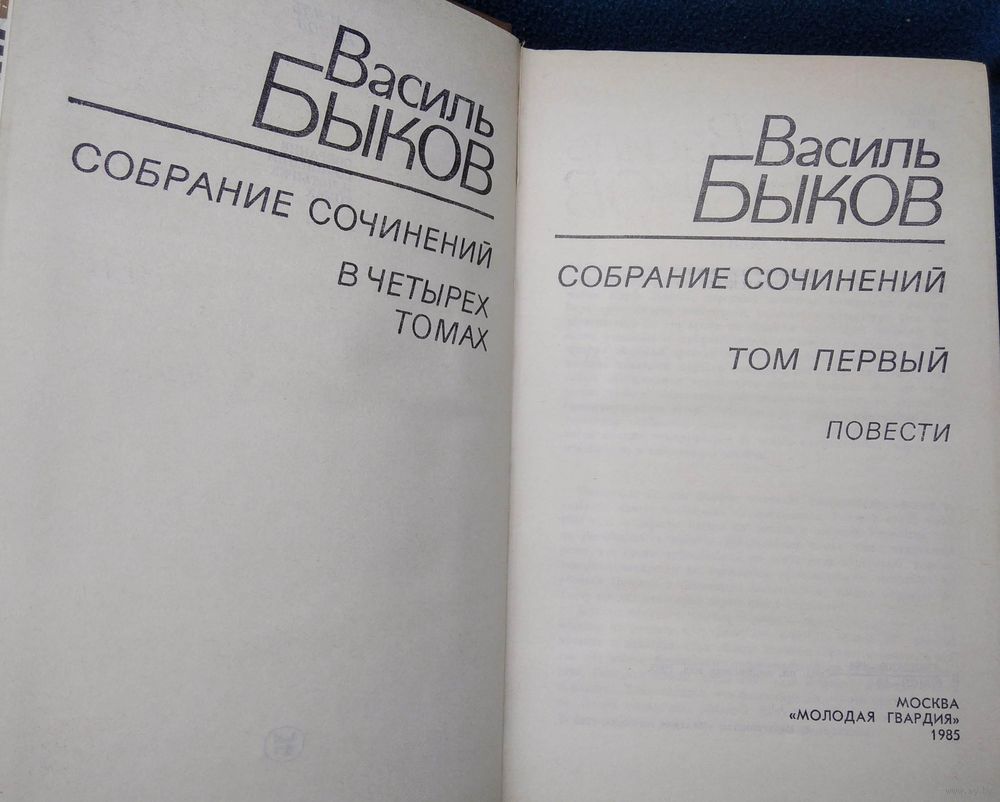 Василь
БЫКОВ
СОБРАНИЕ СОЧИНЕНИЙ
В ЧЕТЫРЕХ
ТОМАХ
Василь
БЫКОВ
СОБРАНИЕ СОЧИНЕНИЙ
ТОМ ПЕРВЫЙ
ПОВЕСТИ
МОСКВА
«МОЛОДАЯ ГВАРДИЯ»
1985